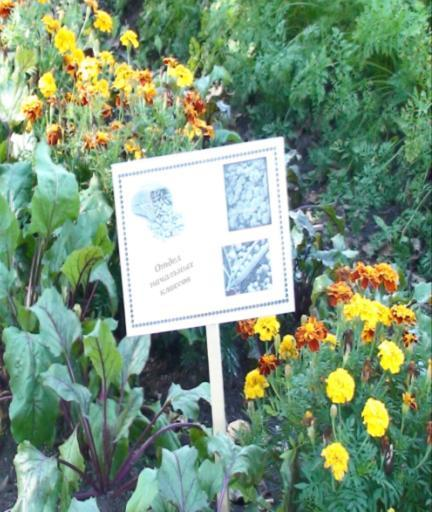 Отдел
начальных
классов